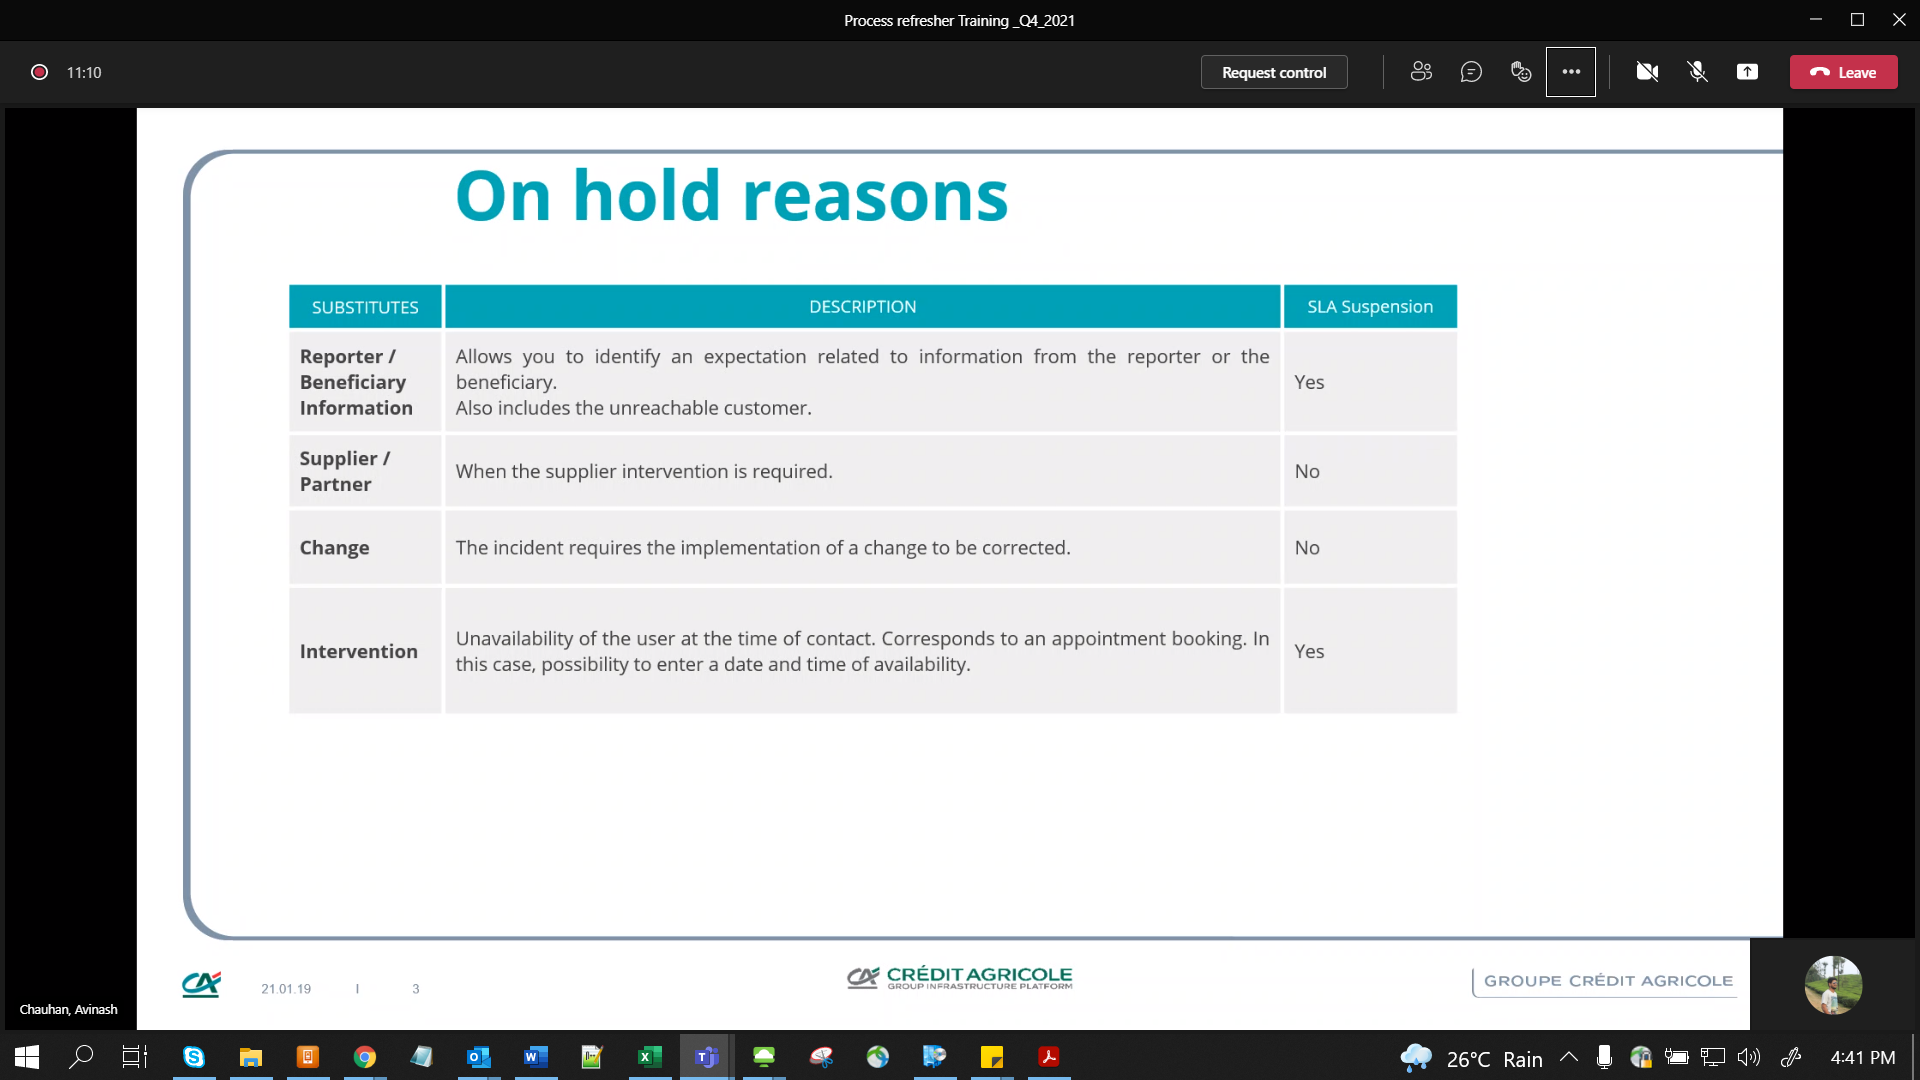 Process refresher Training _Q4_2021
11:10
Request control
Leave
On hold reasons
SUBSTITUTES
DESCRIPTION
SLA Suspension
Reporter /
Beneficiary
Information
Allows you to identify an expectation related to information from the reporter or the
beneficiary.
Also includes the unreachable customer.
Yes
Supplier /
Partner
When the supplier intervention is required.
No
Change
The incident requires the implementation of a change to be corrected.
No
Intervention
Unavailability of the user at the time of contact. Corresponds to an appointment booking. In
this case, possibility to enter a date and time of availability.
Yes
CA
21.01.19 | 3
CA CRÉDIT AGRICOLE
GROUP INFRASTRUCTURE PLATFORM
GROUPE CRÉDIT AGRICOLE
Chauhan, Avinash
26°C Rain
4:41 PM